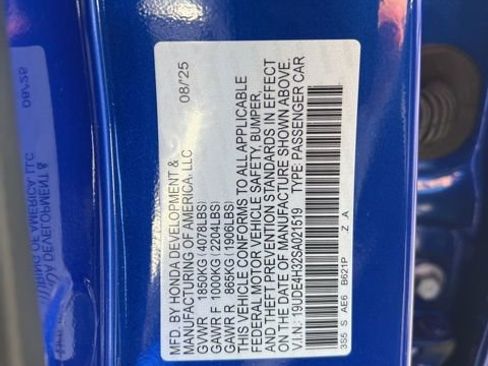 MFD. BY HONDA DEVELOPMENT &
MANUFACTURING OF AMERICA, LLC 08/'25
GVWR 1850KG (4078LBS)
GAWR F 1000KG (2204LBS)
GAWR R 865KG (1906LBS)
THIS VEHICLE CONFORMS TO ALL APPLICABLE
FEDERAL MOTOR VEHICLE SAFETY, BUMPER,
AND THEFT PREVENTION STANDARDS IN EFFECT
ON THE DATE OF MANUFACTURE SHOWN ABOVE.
V.I.N.: 19UDE4H32SA021519 TYPE:PASSENGER CAR
3S5 S AE6 B621P Z A